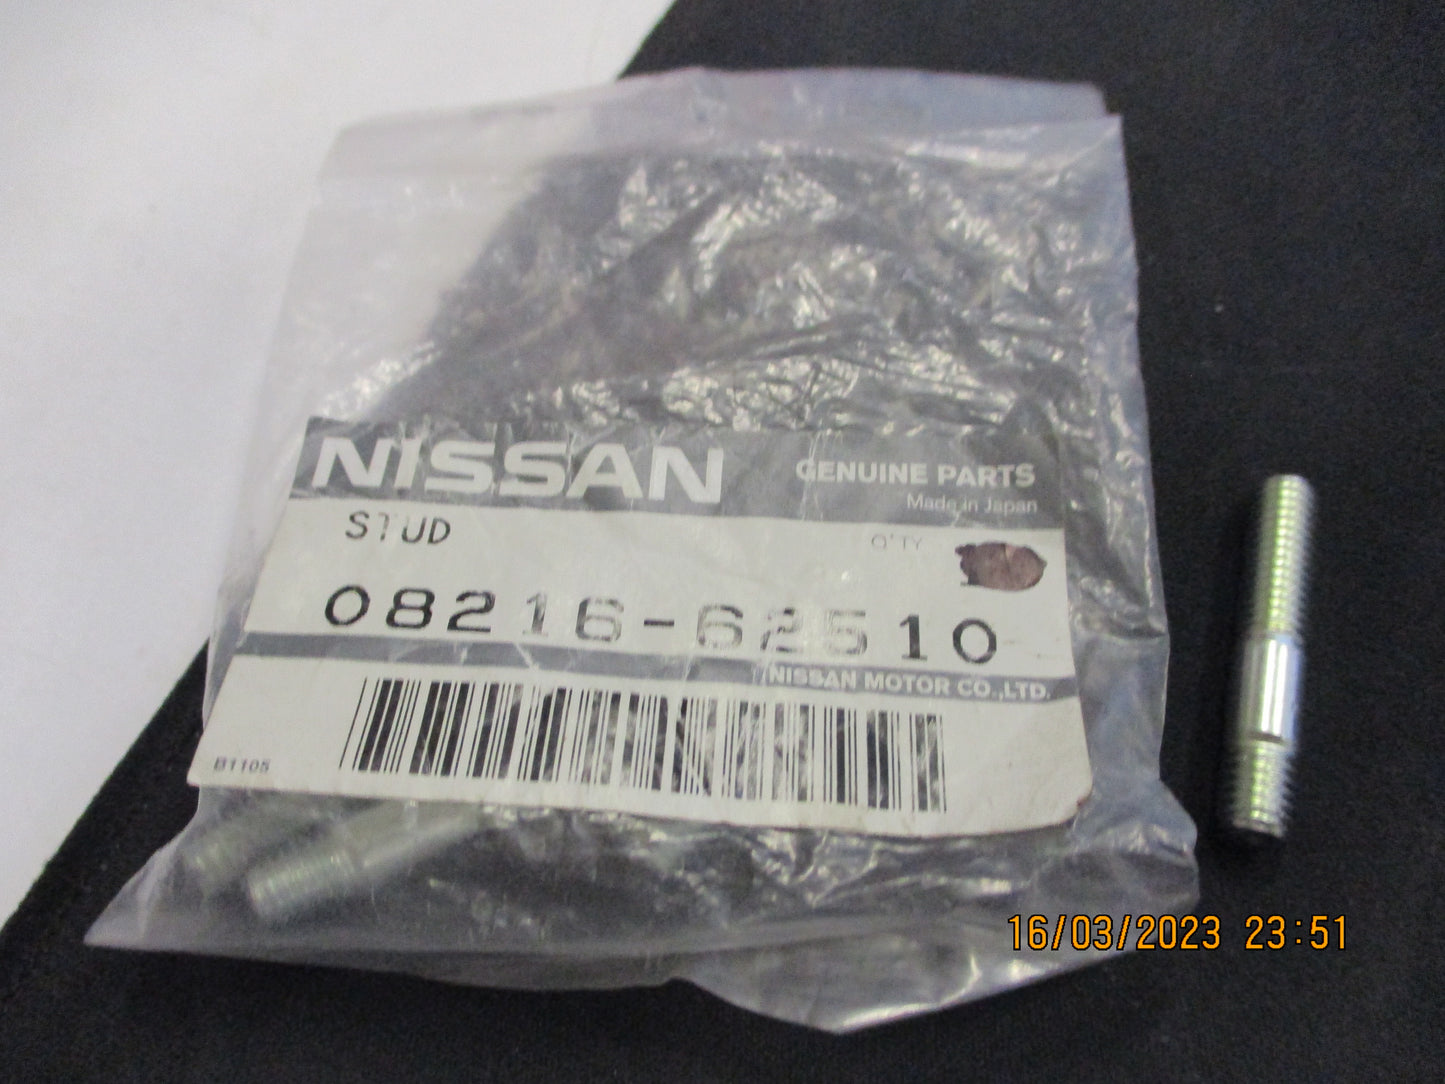 NISSAN
GENUINE PARTS
Made in Japan
STUD
Q'TY
08216-62510
NISSAN MOTOR CO.,LTD.
B1105
16/03/2023 23:51